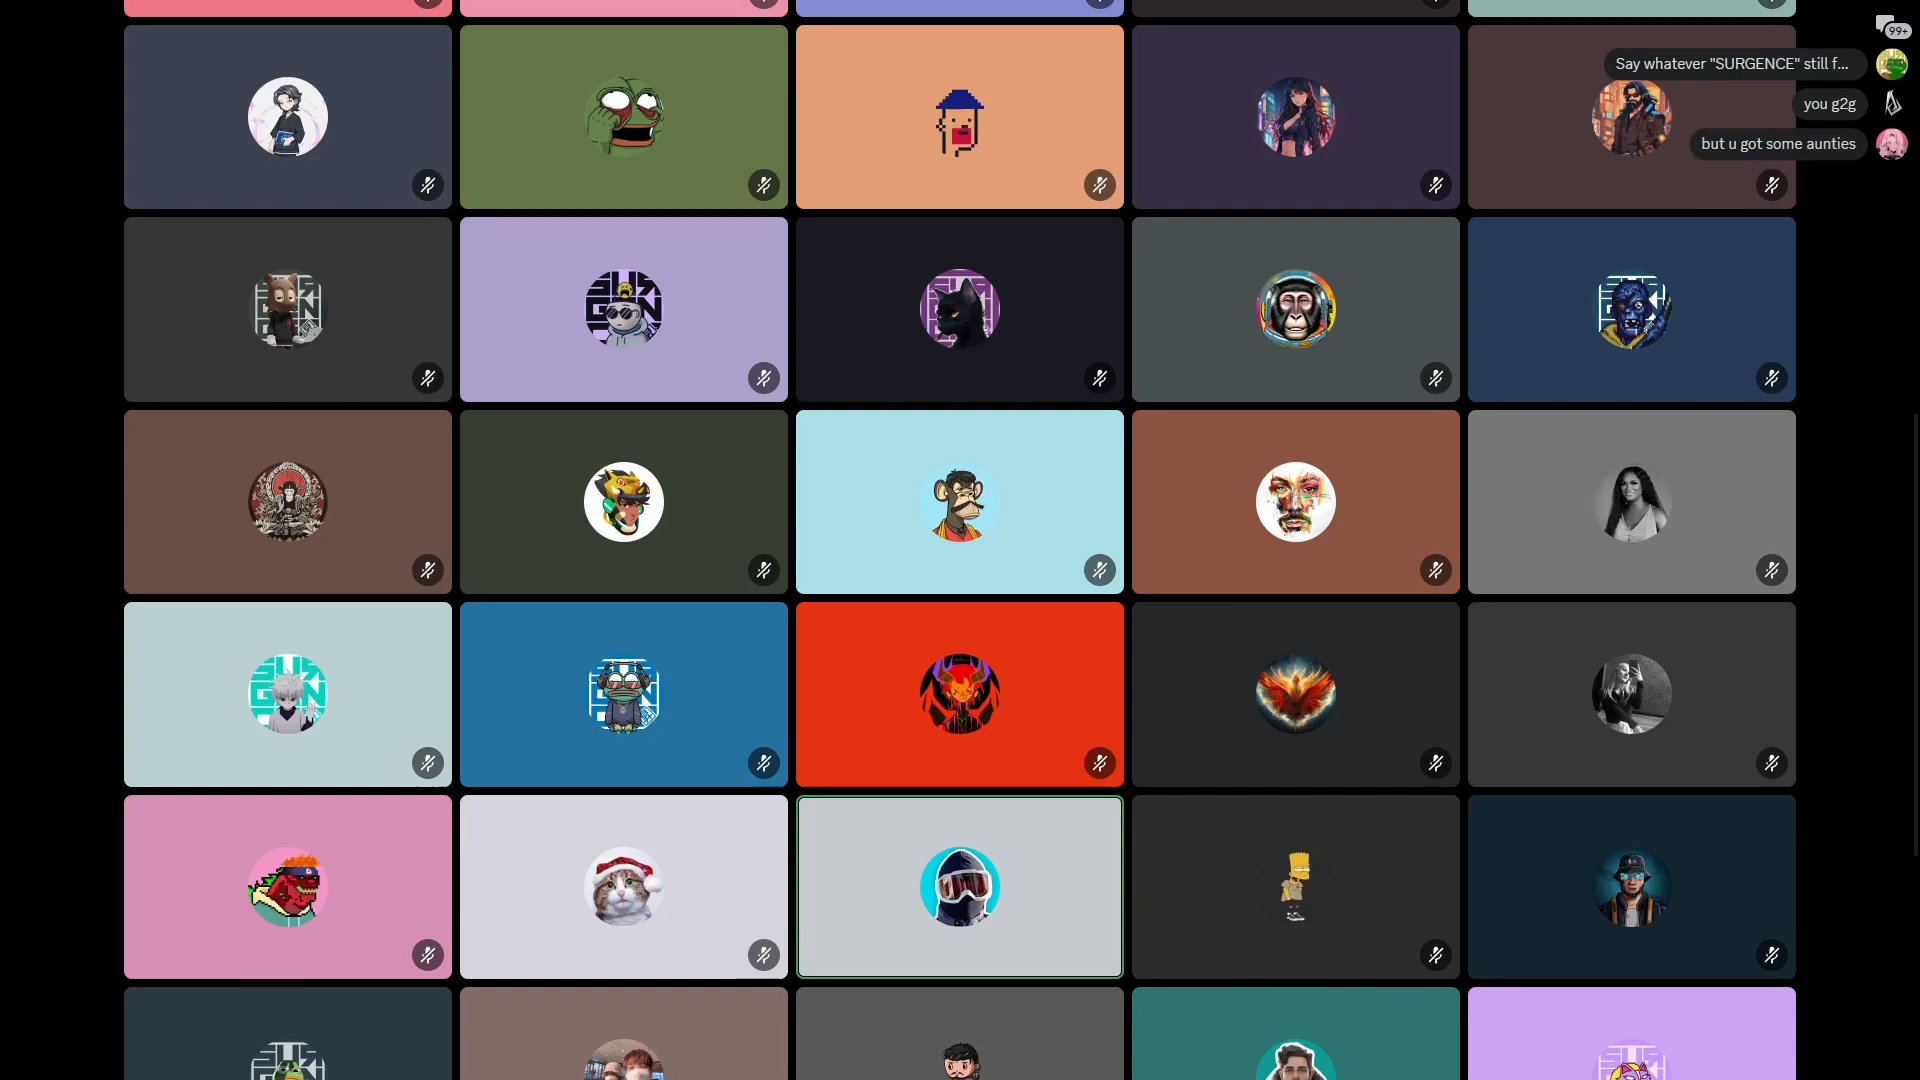 99+
Say whatever "SURGENCE" still f...
you g2g
but u got some aunties